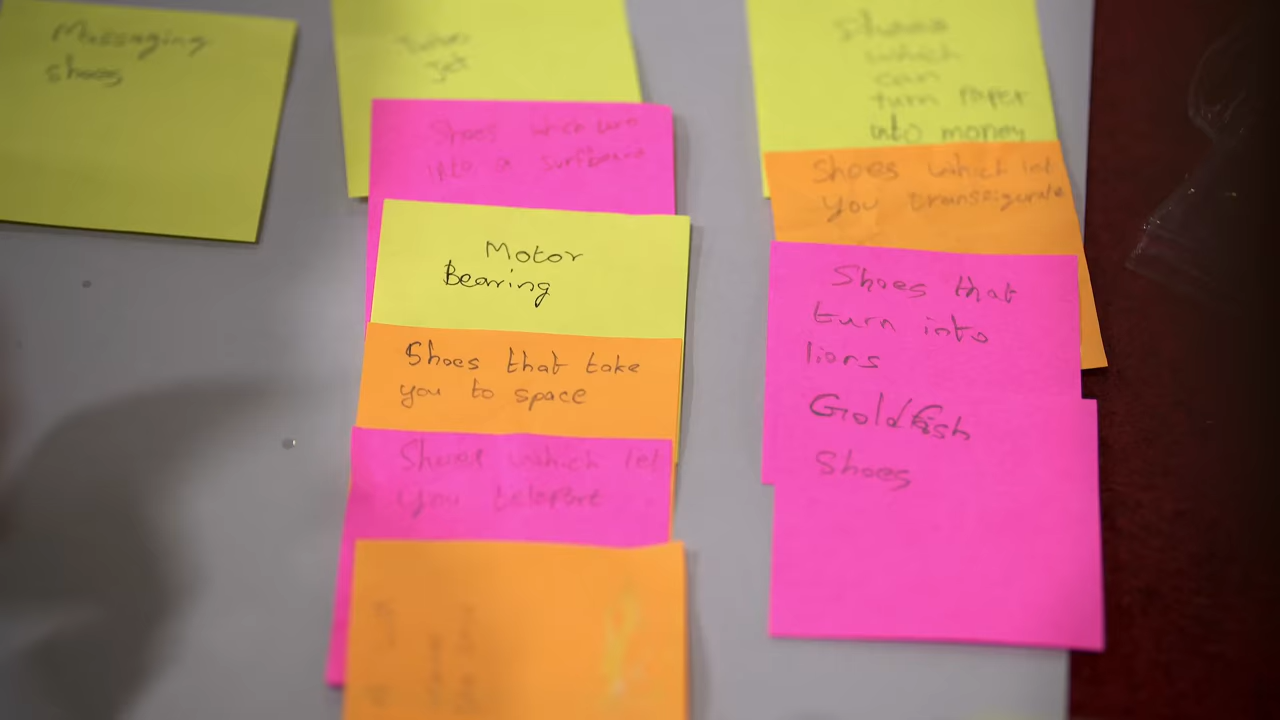 Massaging
shoes
Jet
Shoes which turn
into a surfboard
Motor
Bearing
Shoes that take
you to space
Shoes which let
you teleport
Shoes
which
can
turn Paper
into money
Shoes which let
you transfigurate
Shoes that
turn into
lions
Goldfish
Shoes